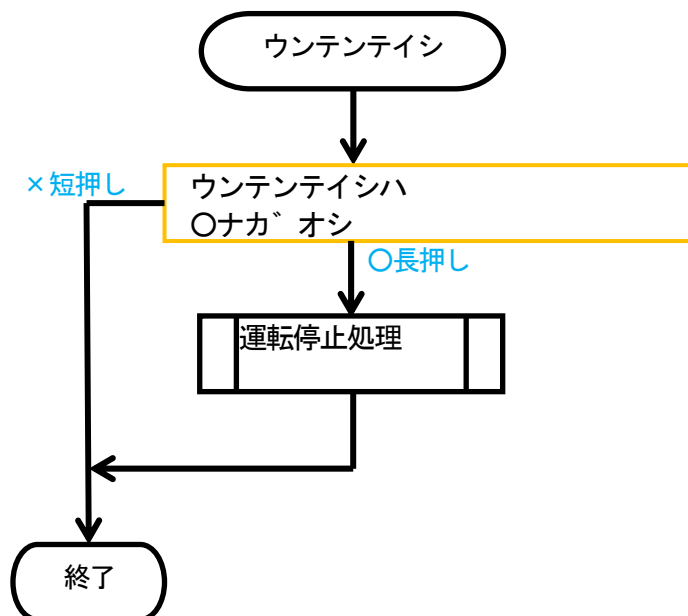 ウンテンテイシ
×短押し
ウンテンテイシハ
〇ナガオシ
〇長押し
運転停止処理
終了